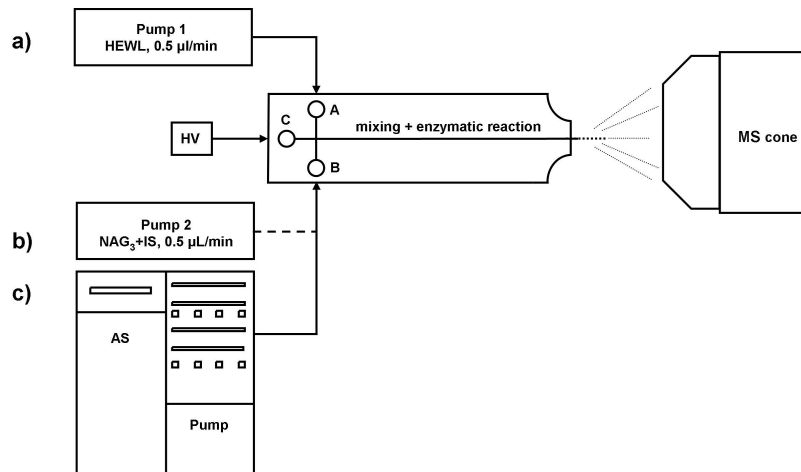 a)
Pump 1
HEWL, 0.5 µl/min
A
C
HV
mixing + enzymatic reaction
MS cone
B
b)
Pump 2
NAG₃+IS, 0.5 µL/min
c)
AS
Pump